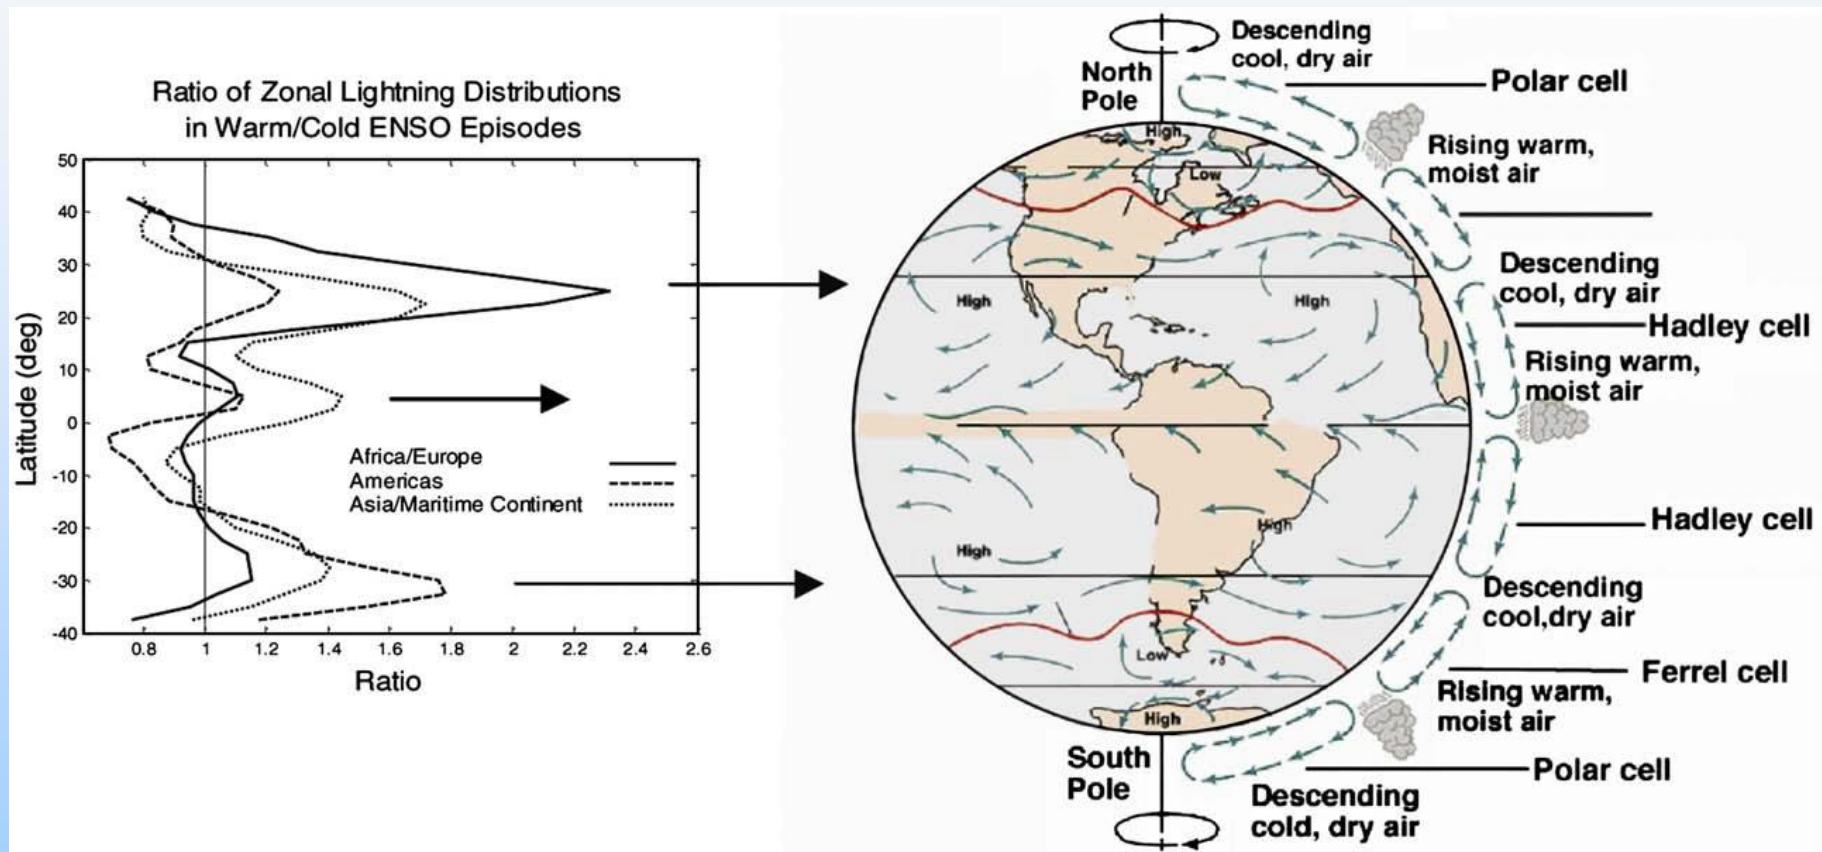 Ratio of Zonal Lightning Distributions
in Warm/Cold ENSO Episodes
50
40
30
20
10
0
-10
-20
-30
-40
Latitude (deg)
0.8
1
1.2
1.4
1.6
1.8
2
2.2
2.4
2.6
Ratio
Africa/Europe
Americas
Asia/Maritime Continent
Descending
cool, dry air
North
Pole
Polar cell
Rising warm,
moist air
High
Low
Descending
cool, dry air
High
High
Hadley cell
Rising warm,
moist air
Hadley cell
High
High
Descending
cool,dry air
Low
Ferrel cell
Rising warm,
moist air
High
South
Pole
Polar cell
Descending
cold, dry air